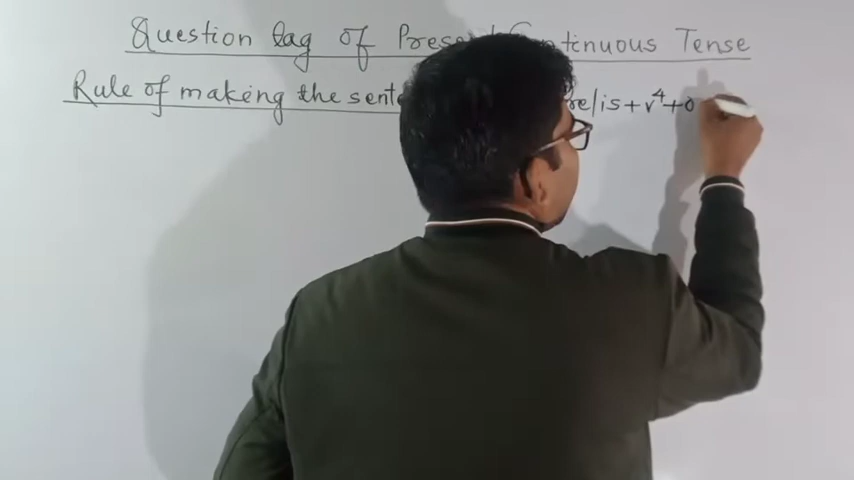 Question tag of Tense
Rule of making the is + v⁴ + o